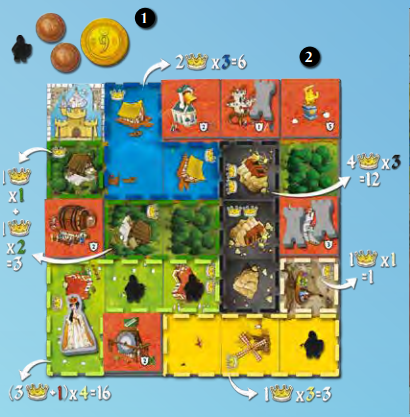 1
9
2
2 x3=6
4 x3
=12
1
x1
+
1
x2
=3
1 x1
=1
(3 +1)x4=16
1 x3=3